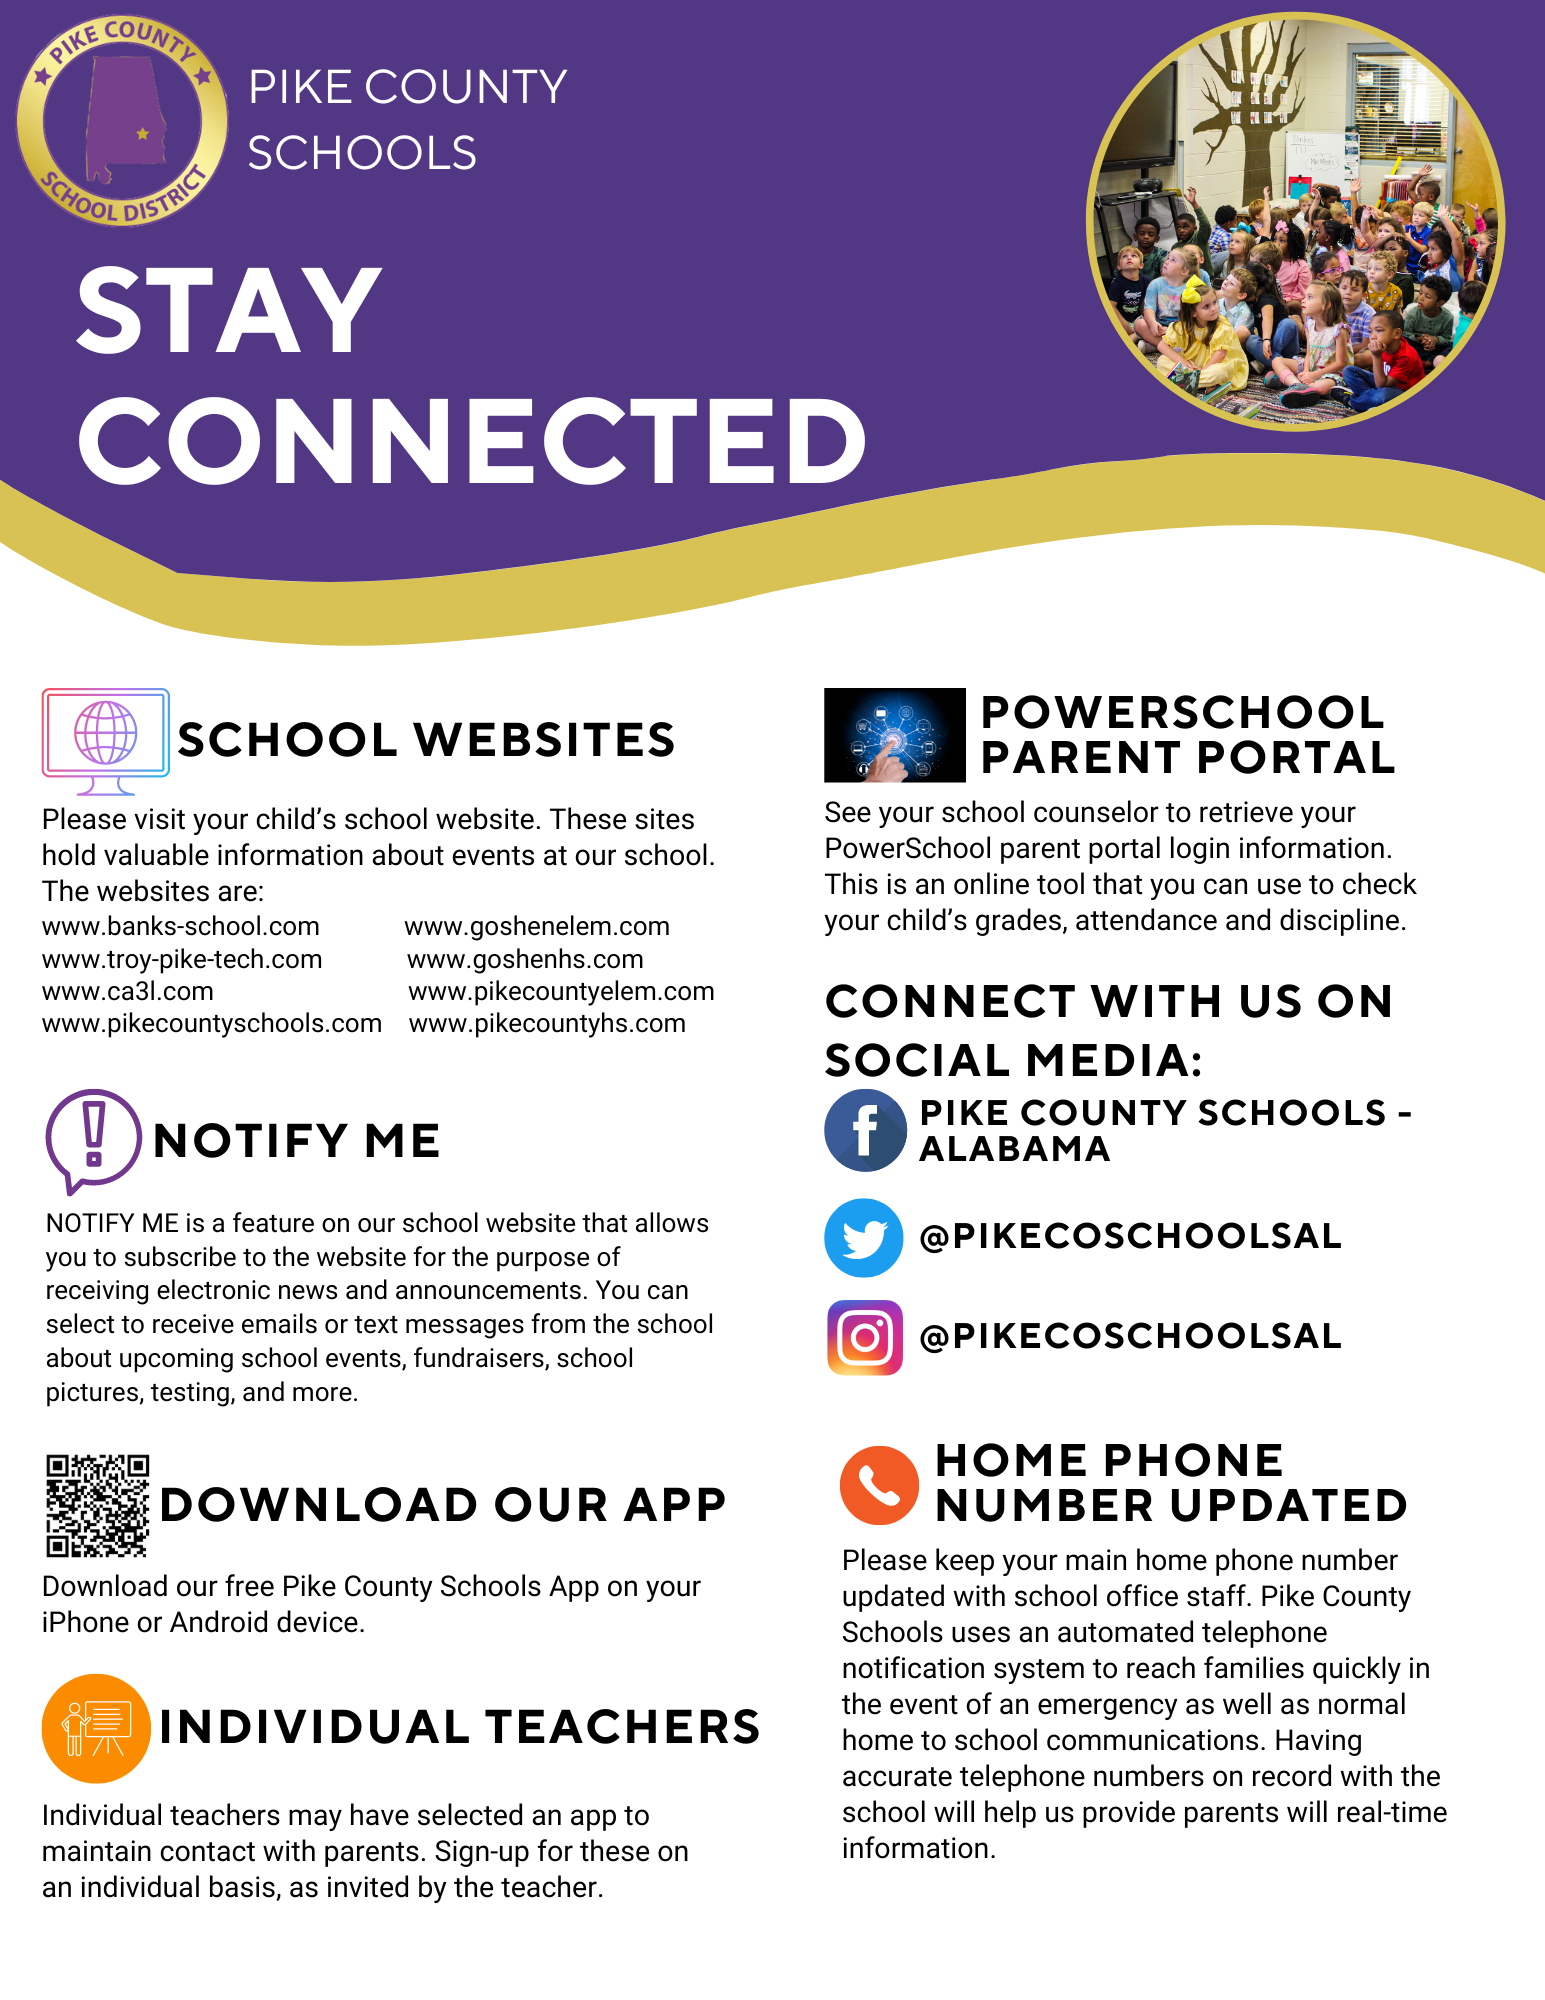 PIKE COUNTY
SCHOOL DISTRICT
PIKE COUNTY
SCHOOLS
STAY
CONNECTED
SCHOOL WEBSITES
Please visit your child’s school website. These sites
hold valuable information about events at our school.
The websites are:
www.banks-school.com www.goshenelem.com
www.troy-pike-tech.com www.goshenhs.com
www.ca3l.com www.pikecountyelem.com
www.pikecountyschools.com www.pikecountyhs.com
NOTIFY ME
NOTIFY ME is a feature on our school website that allows
you to subscribe to the website for the purpose of
receiving electronic news and announcements. You can
select to receive emails or text messages from the school
about upcoming school events, fundraisers, school
pictures, testing, and more.
DOWNLOAD OUR APP
Download our free Pike County Schools App on your
iPhone or Android device.
INDIVIDUAL TEACHERS
Individual teachers may have selected an app to
maintain contact with parents. Sign-up for these on
an individual basis, as invited by the teacher.
POWERSCHOOL
PARENT PORTAL
See your school counselor to retrieve your
PowerSchool parent portal login information.
This is an online tool that you can use to check
your child’s grades, attendance and discipline.
CONNECT WITH US ON
SOCIAL MEDIA:
PIKE COUNTY SCHOOLS -
ALABAMA
@PIKECOSCHOOLSAL
@PIKECOSCHOOLSAL
HOME PHONE
NUMBER UPDATED
Please keep your main home phone number
updated with school office staff. Pike County
Schools uses an automated telephone
notification system to reach families quickly in
the event of an emergency as well as normal
home to school communications. Having
accurate telephone numbers on record with the
school will help us provide parents will real-time
information.